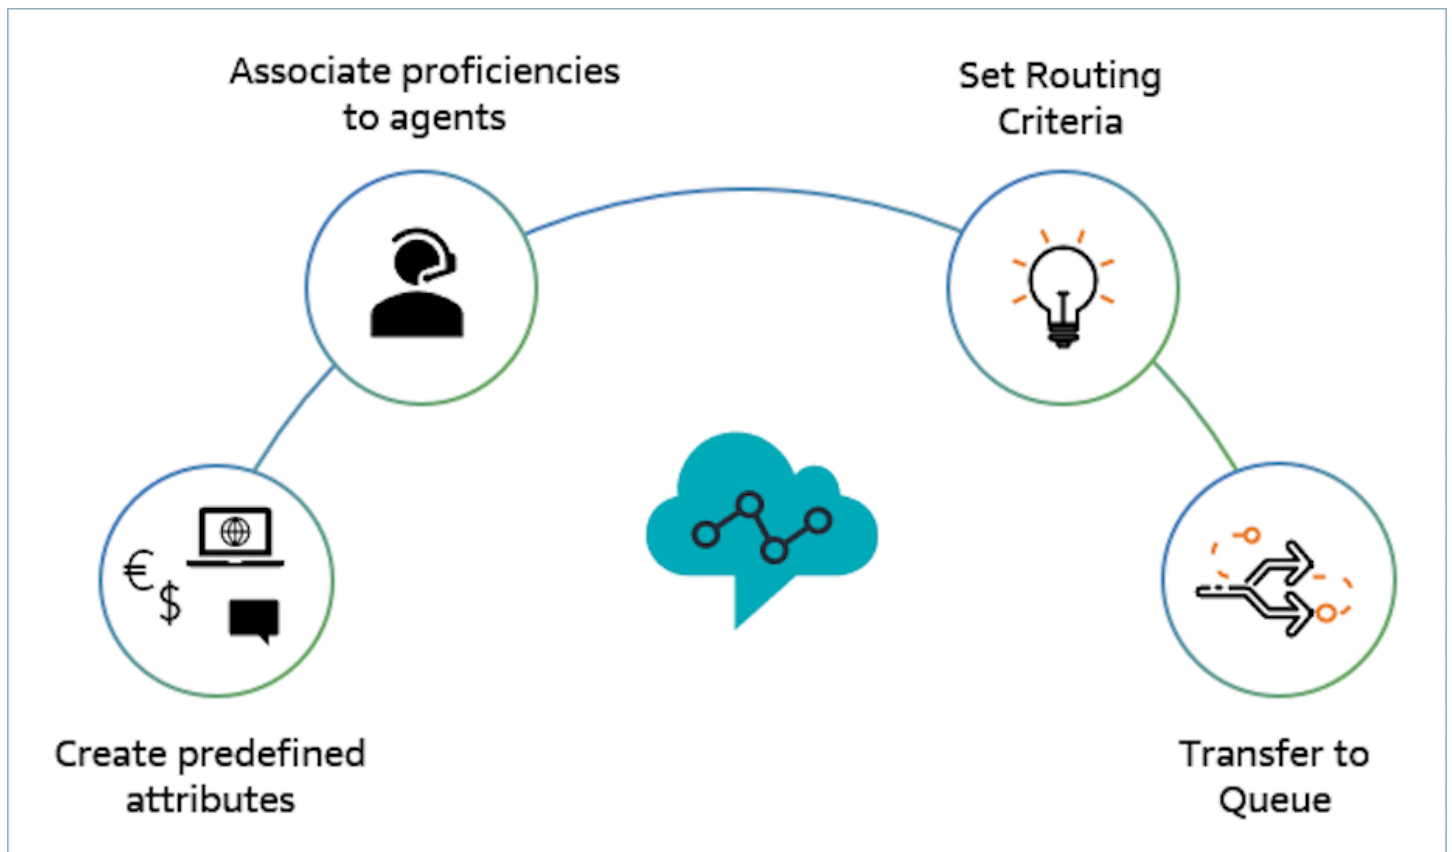 Associate proficiencies
to agents
Set Routing
Criteria
€
$
Create predefined
attributes
Transfer to
Queue